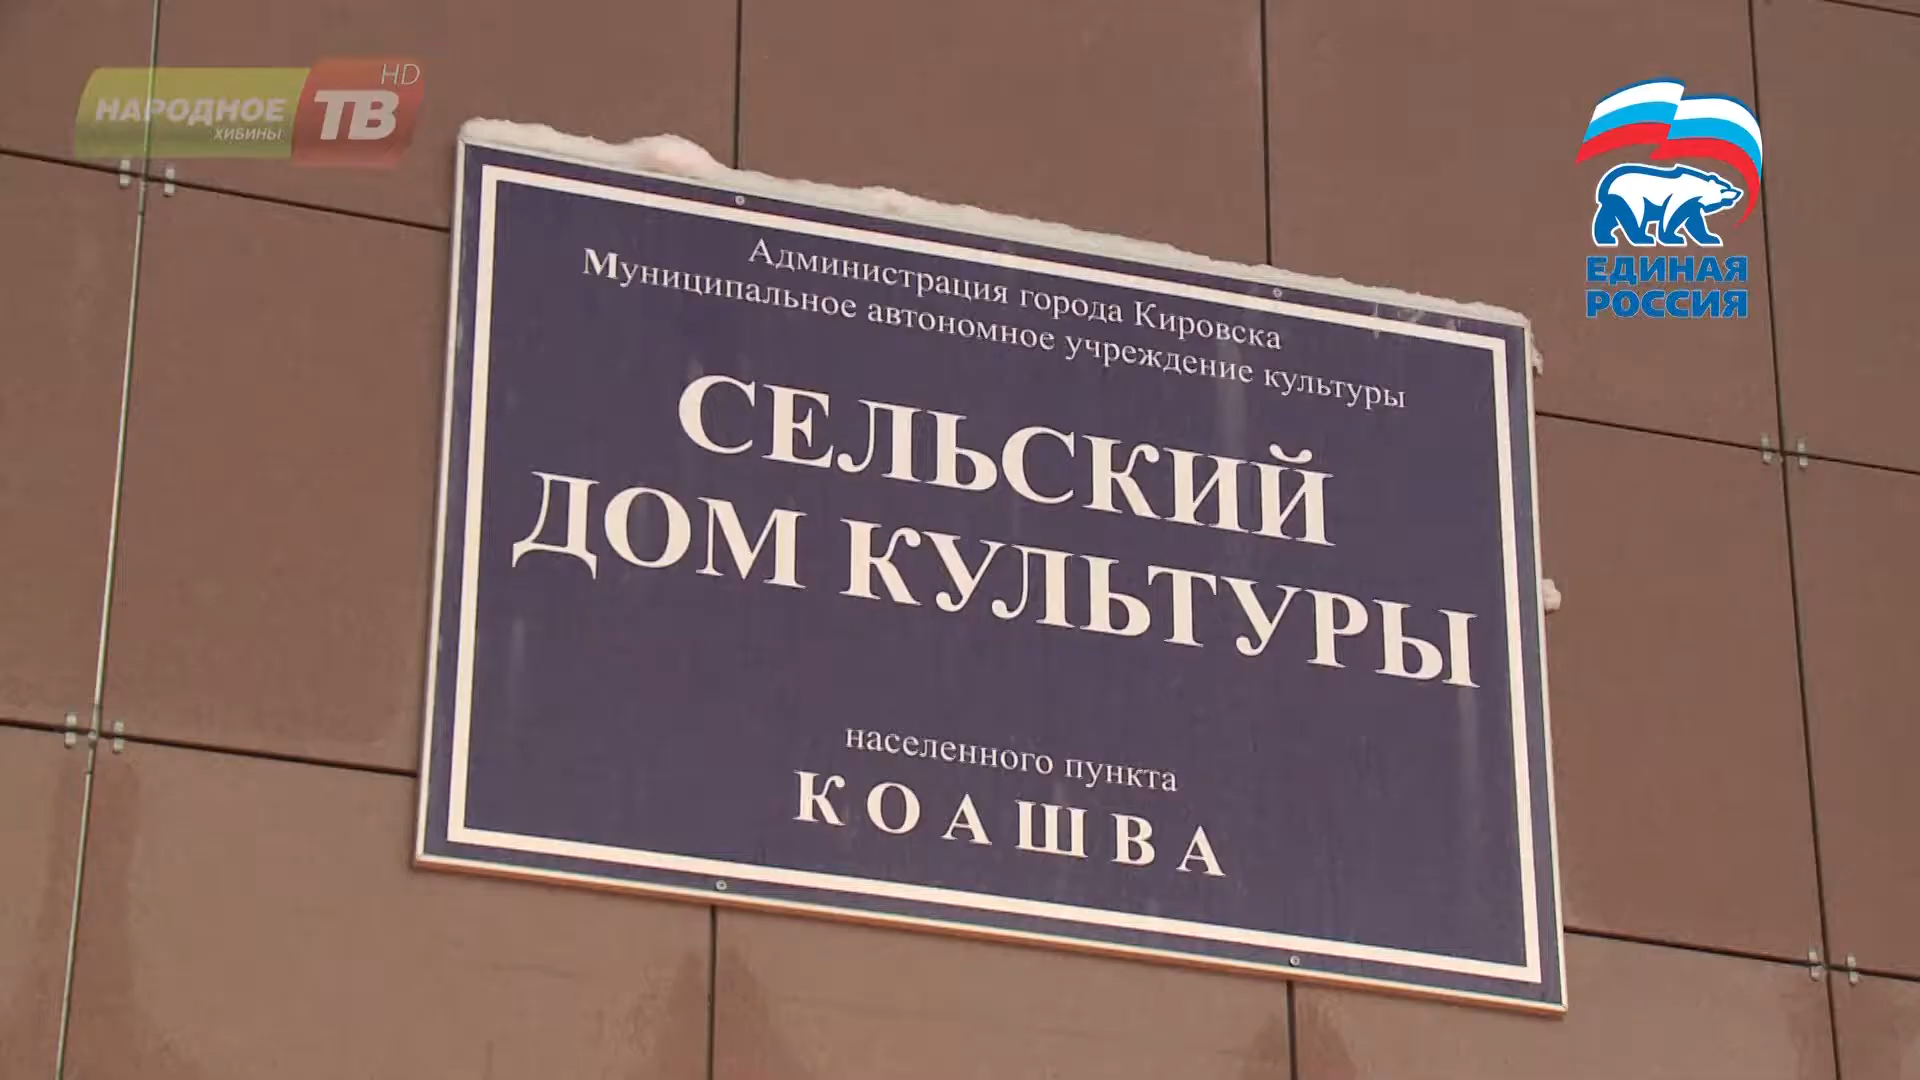 НАРОДНОЕ
ХИБИНЫ
ТВ
HD
ЕДИНАЯ
РОССИЯ
Администрация города Кировска
Муниципальное автономное учреждение культуры
СЕЛЬСКИЙ
ДОМ КУЛЬТУРЫ
населенного пункта
КОАШВА